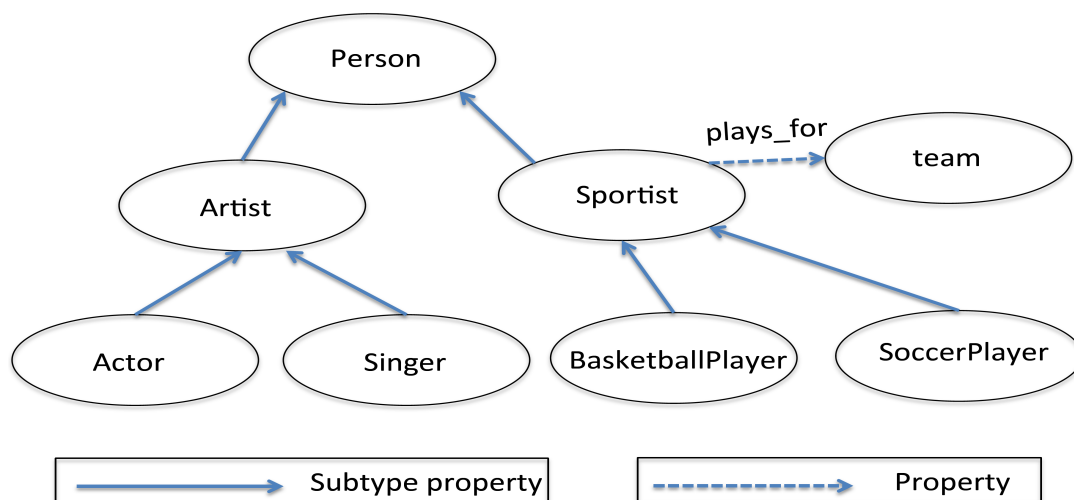 Person
plays_for
team
Artist
Sportist
Actor
Singer
BasketballPlayer
SoccerPlayer
Subtype property
Property